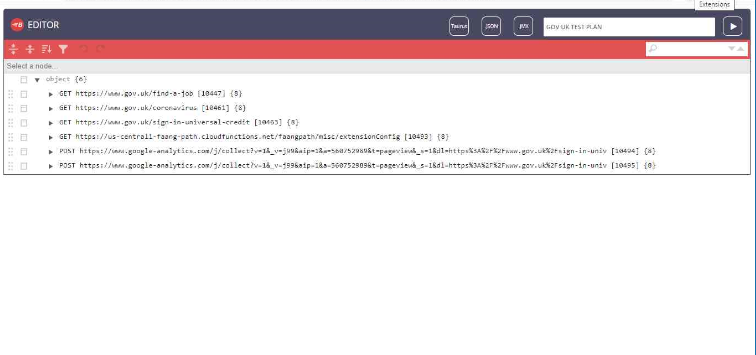 Extensions
EDITOR
Taurus
JSON
JMX
GOV UK TEST PLAN
Select a node...
object {6}
GET https://www.gov.uk/find-a-job [10447] {8}
GET https://www.gov.uk/coronavirus [10461] {8}
GET https://www.gov.uk/sign-in-universal-credit [10463] {8}
GET https://us-central1-faang-path.cloudfunctions.net/faangpath/misc/extensionConfig [10493] {8}
POST https://www.google-analytics.com/j/collect?v=1&_v=j99&aip=1&a=560752989&t=pageview&_s=1&dl=https%3A%2F%2Fwww.gov.uk%2Fsign-in-univ [10494] {8}
POST https://www.google-analytics.com/j/collect?v=1&_v=j99&aip=1&a=560752989&t=pageview&_s=1&dl=https%3A%2F%2Fwww.gov.uk%2Fsign-in-univ [10495] {8}